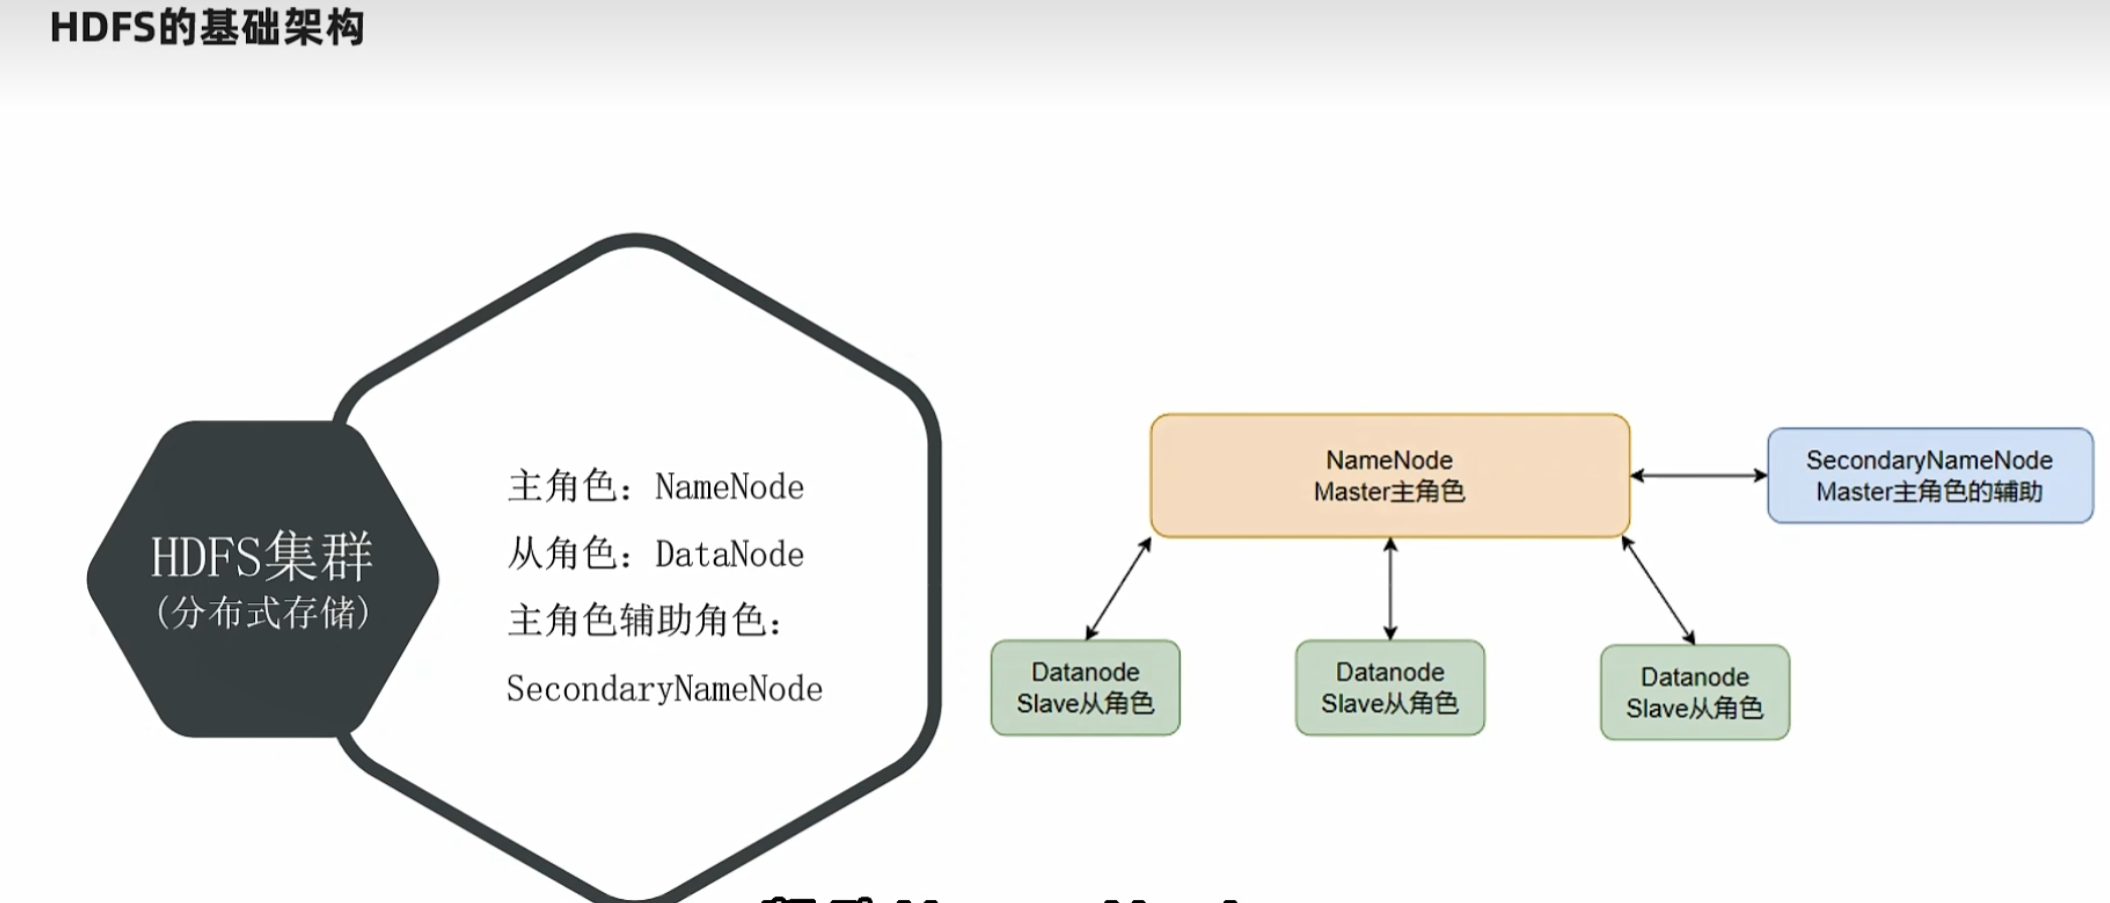 HDFS的基础架构
HDFS集群
(分布式存储)
主角色：NameNode
从角色：DataNode
主角色辅助角色：
SecondaryNameNode
NameNode
Master主角色
SecondaryNameNode
Master主角色的辅助
Datanode
Slave从角色
Datanode
Slave从角色
Datanode
Slave从角色